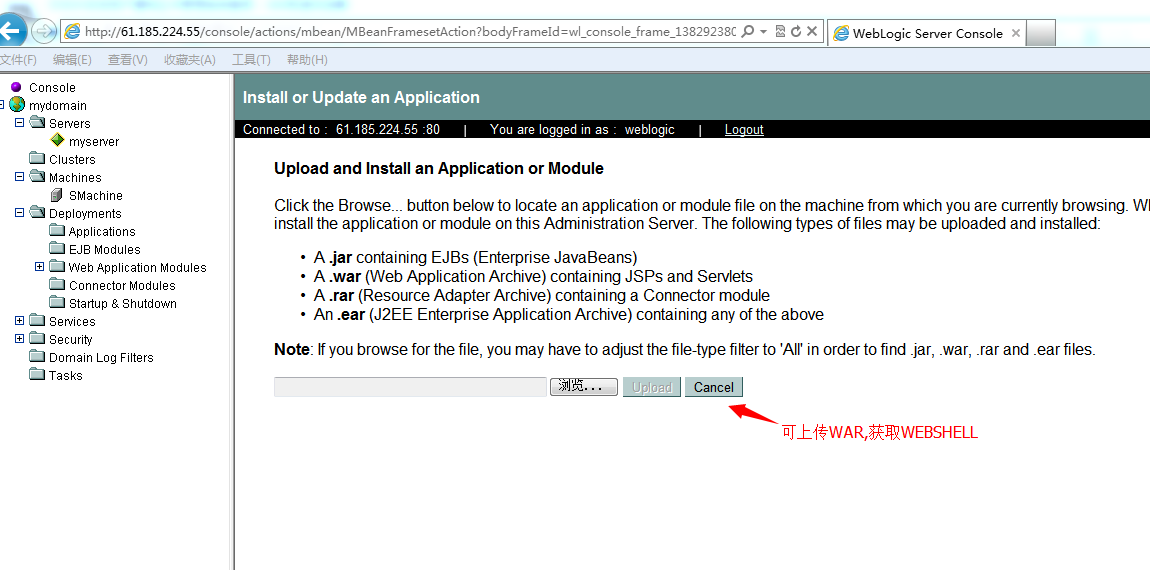 http://61.185.224.55/console/actions/mbean/MBeanFramesetAction?bodyFrameId=wl_console_frame_138292380
WebLogic Server Console
文件(F) 编辑(E) 查看(V) 收藏夹(A) 工具(T) 帮助(H)
Console
mydomain
Servers
myserver
Clusters
Machines
SMachine
Deployments
Applications
EJB Modules
Web Application Modules
Connector Modules
Startup & Shutdown
Services
Security
Domain Log Filters
Tasks
Install or Update an Application
Connected to : 61.185.224.55 :80 | You are logged in as : weblogic | Logout
Upload and Install an Application or Module
Click the Browse... button below to locate an application or module file on the machine from which you are currently browsing.
install the application or module on this Administration Server. The following types of files may be uploaded and installed:
• A .jar containing EJBs (Enterprise JavaBeans)
• A .war (Web Application Archive) containing JSPs and Servlets
• A .rar (Resource Adapter Archive) containing a Connector module
• An .ear (J2EE Enterprise Application Archive) containing any of the above
Note: If you browse for the file, you may have to adjust the file-type filter to 'All' in order to find .jar, .war, .rar and .ear files.
浏览... Upload Cancel
可上传WAR,获取WEBSHELL